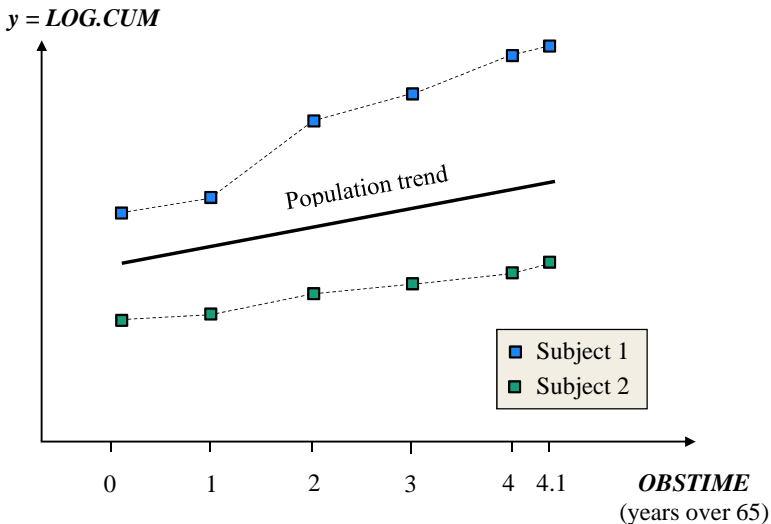 y = LOG.CUM
Population trend
Subject 1
Subject 2
0 1 2 3 4 4.1 OBSTIME
(years over 65)